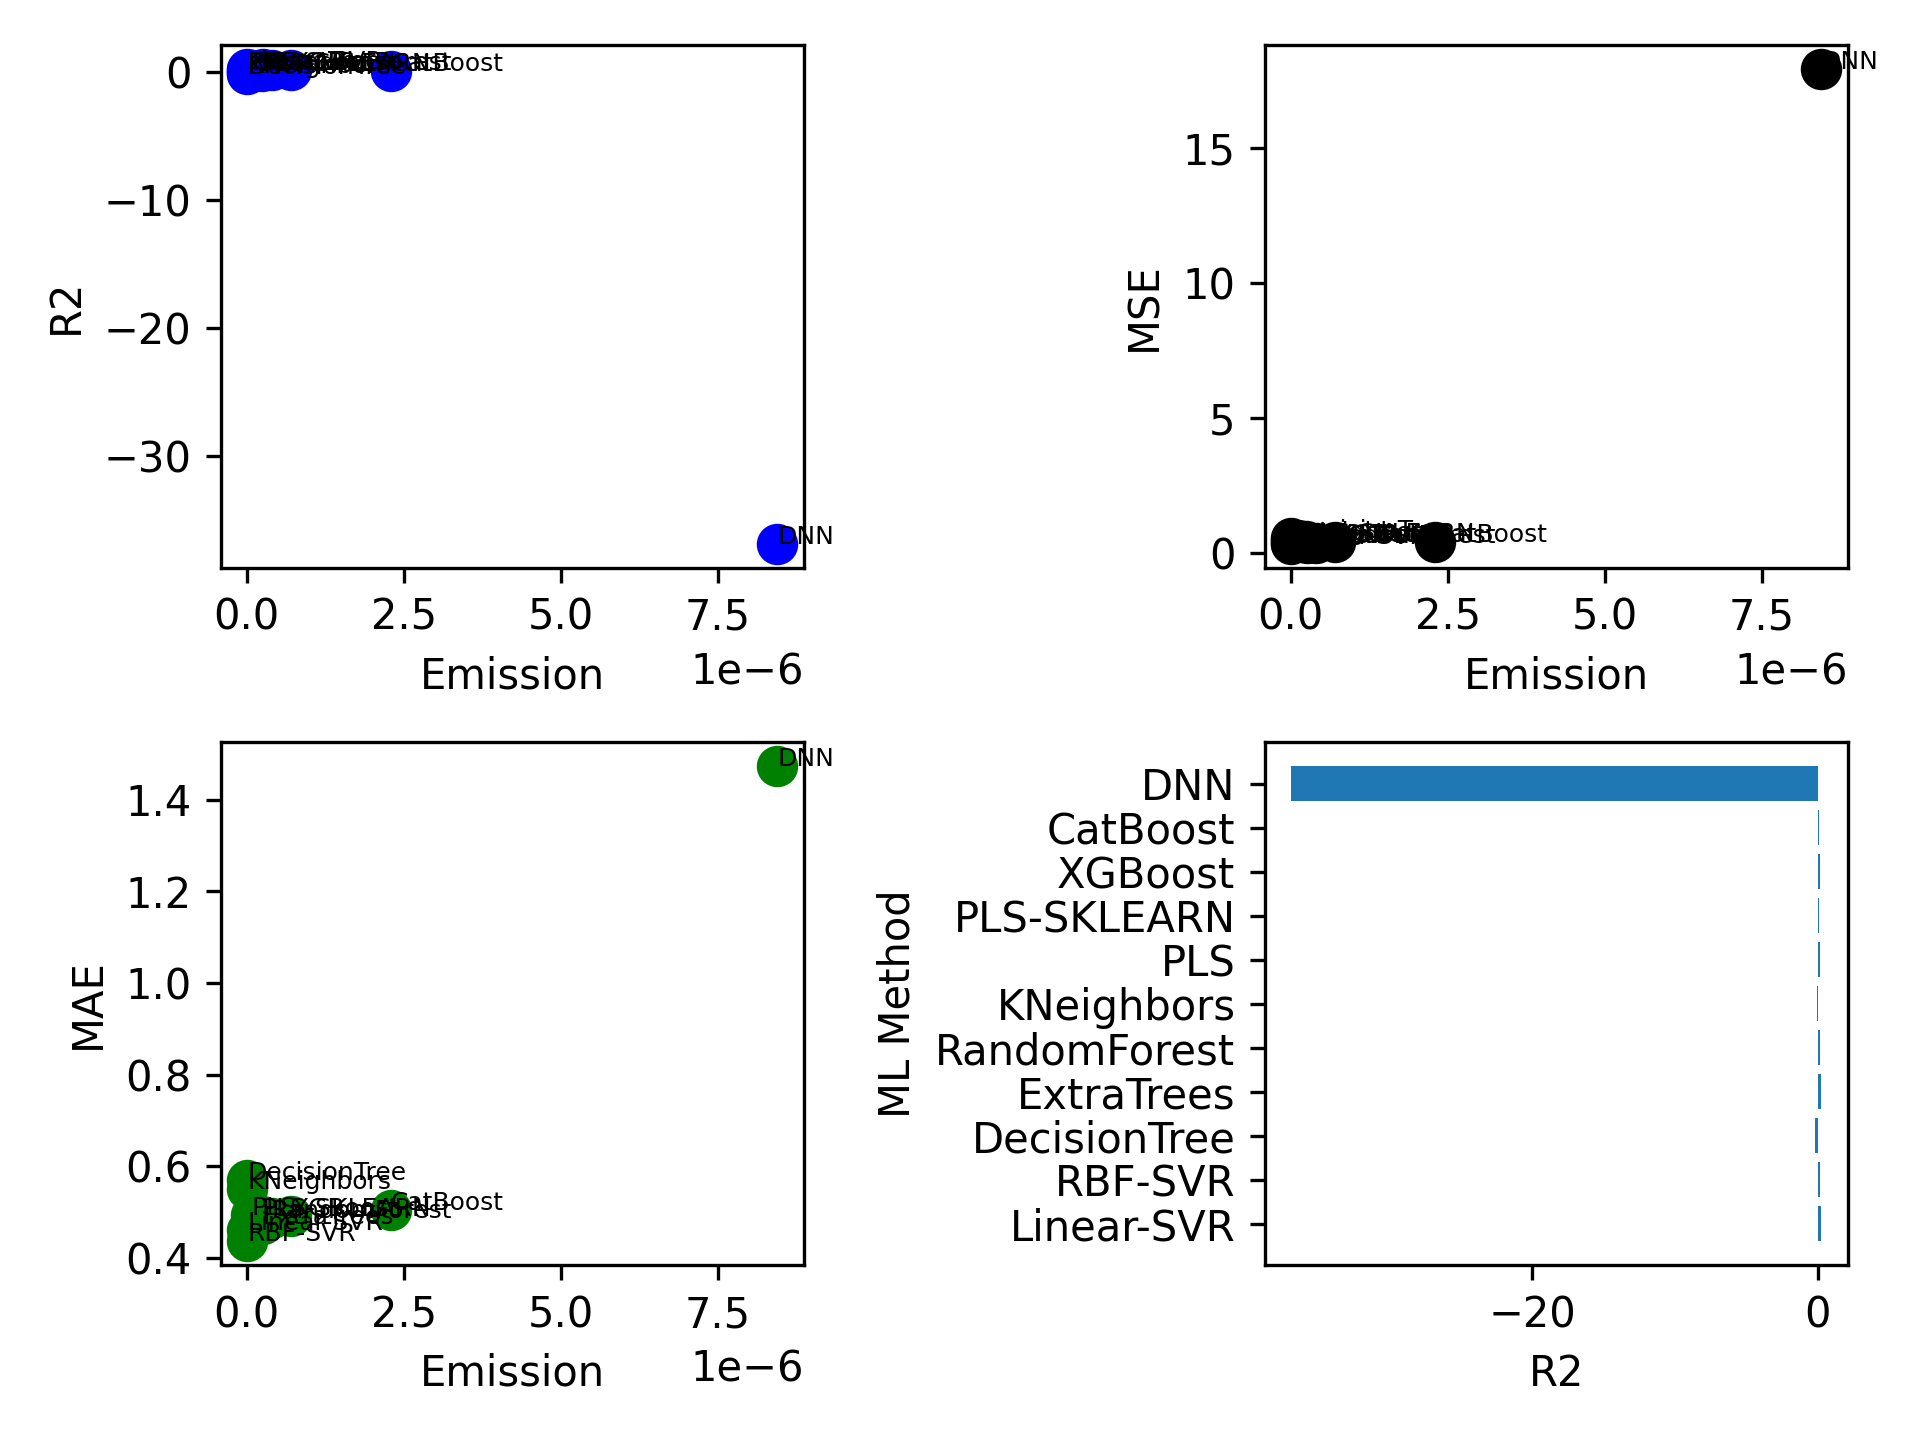 0
−10
−20
−30
R2
CatBoost
DNN
0.0 2.5 5.0 7.5
1e−6
Emission
15
10
5
0
MSE
DNN
0.0 2.5 5.0 7.5
1e−6
Emission
1.4
1.2
1.0
0.8
0.6
0.4
MAE
DNN
DecisionTree
KNeighbors
CatBoost
RBF-SVR
0.0 2.5 5.0 7.5
1e−6
Emission
ML Method
DNN
CatBoost
XGBoost
PLS-SKLEARN
PLS
KNeighbors
RandomForest
ExtraTrees
DecisionTree
RBF-SVR
Linear-SVR
−20 0
R2